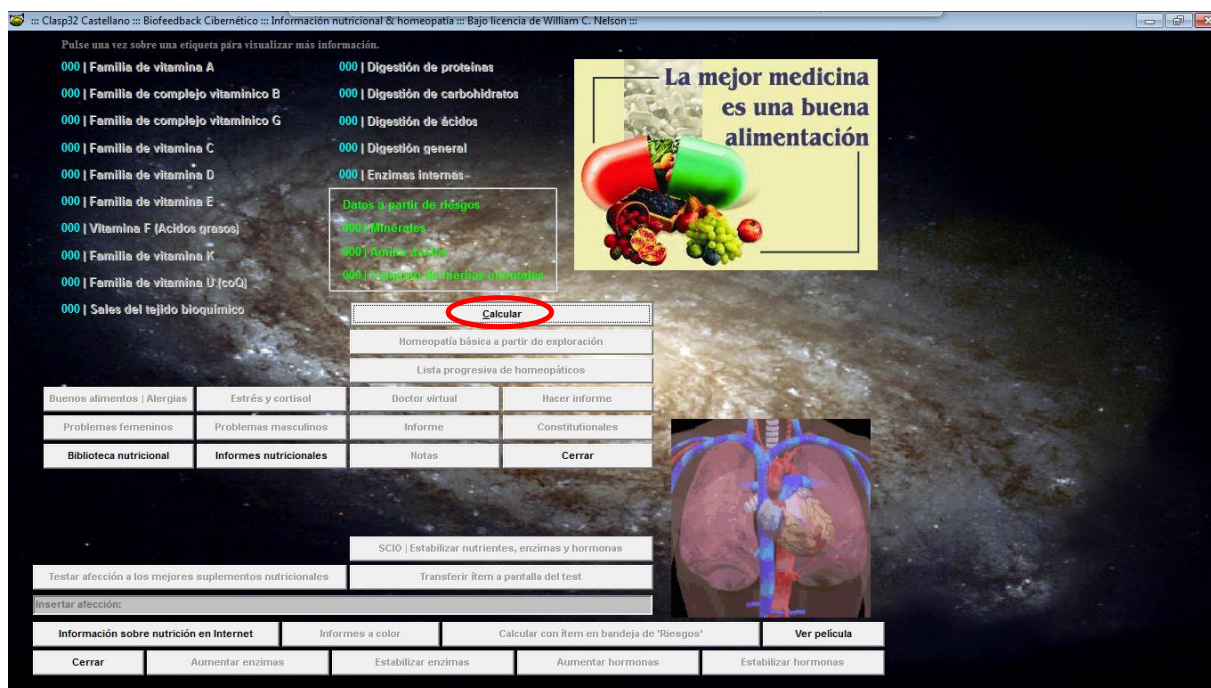 ::: Clasp32 Castellano ::: Biofeedback Cibernético ::: Información nutricional & homeopatía ::: Bajo licencia de William C. Nelson :::
Pulse una vez sobre una etiqueta para visualizar más información.
000 | Familia de vitamina A
000 | Familia de complejo vitamínico B
000 | Familia de complejo vitamínico G
000 | Familia de vitamina C
000 | Familia de vitamina D
000 | Familia de vitamina E
000 | Vitamina F (Acidos grasos)
000 | Familia de vitamina K
000 | Familia de vitamina U (coQ)
000 | Sales del tejido bioquímico
000 | Digestión de proteínas
000 | Digestión de carbohidratos
000 | Digestión de ácidos
000 | Digestión general
000 | Enzimas internas
Datos a partir de riesgos
000 | Minerales
000 | Amino ácidos
000 | Conjunto de hierbas orientales
La mejor medicina
es una buena
alimentación
Calcular
Homeopatía básica a partir de exploración
Lista progresiva de homeopáticos
Buenos alimentos | Alergias
Estrés y cortisol
Doctor virtual
Hacer informe
Problemas femeninos
Problemas masculinos
Informe
Constitutionales
Biblioteca nutricional
Informes nutricionales
Notas
Cerrar
SCIO | Estabilizar nutrientes, enzimas y hormonas
Testar afección a los mejores suplementos nutricionales
Transferir ítem a pantalla del test
Insertar afección:
Información sobre nutrición en Internet
Informes a color
Calcular con ítem en bandeja de 'Riesgos'
Ver película
Cerrar
Aumentar enzimas
Estabilizar enzimas
Aumentar hormonas
Estabilizar hormonas